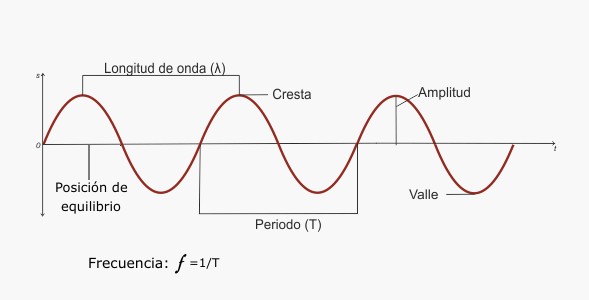 Longitud de onda (λ)
s
Cresta
Amplitud
0
t
Posición de
equilibrio
Valle
Periodo (T)
Frecuencia: f =1/T